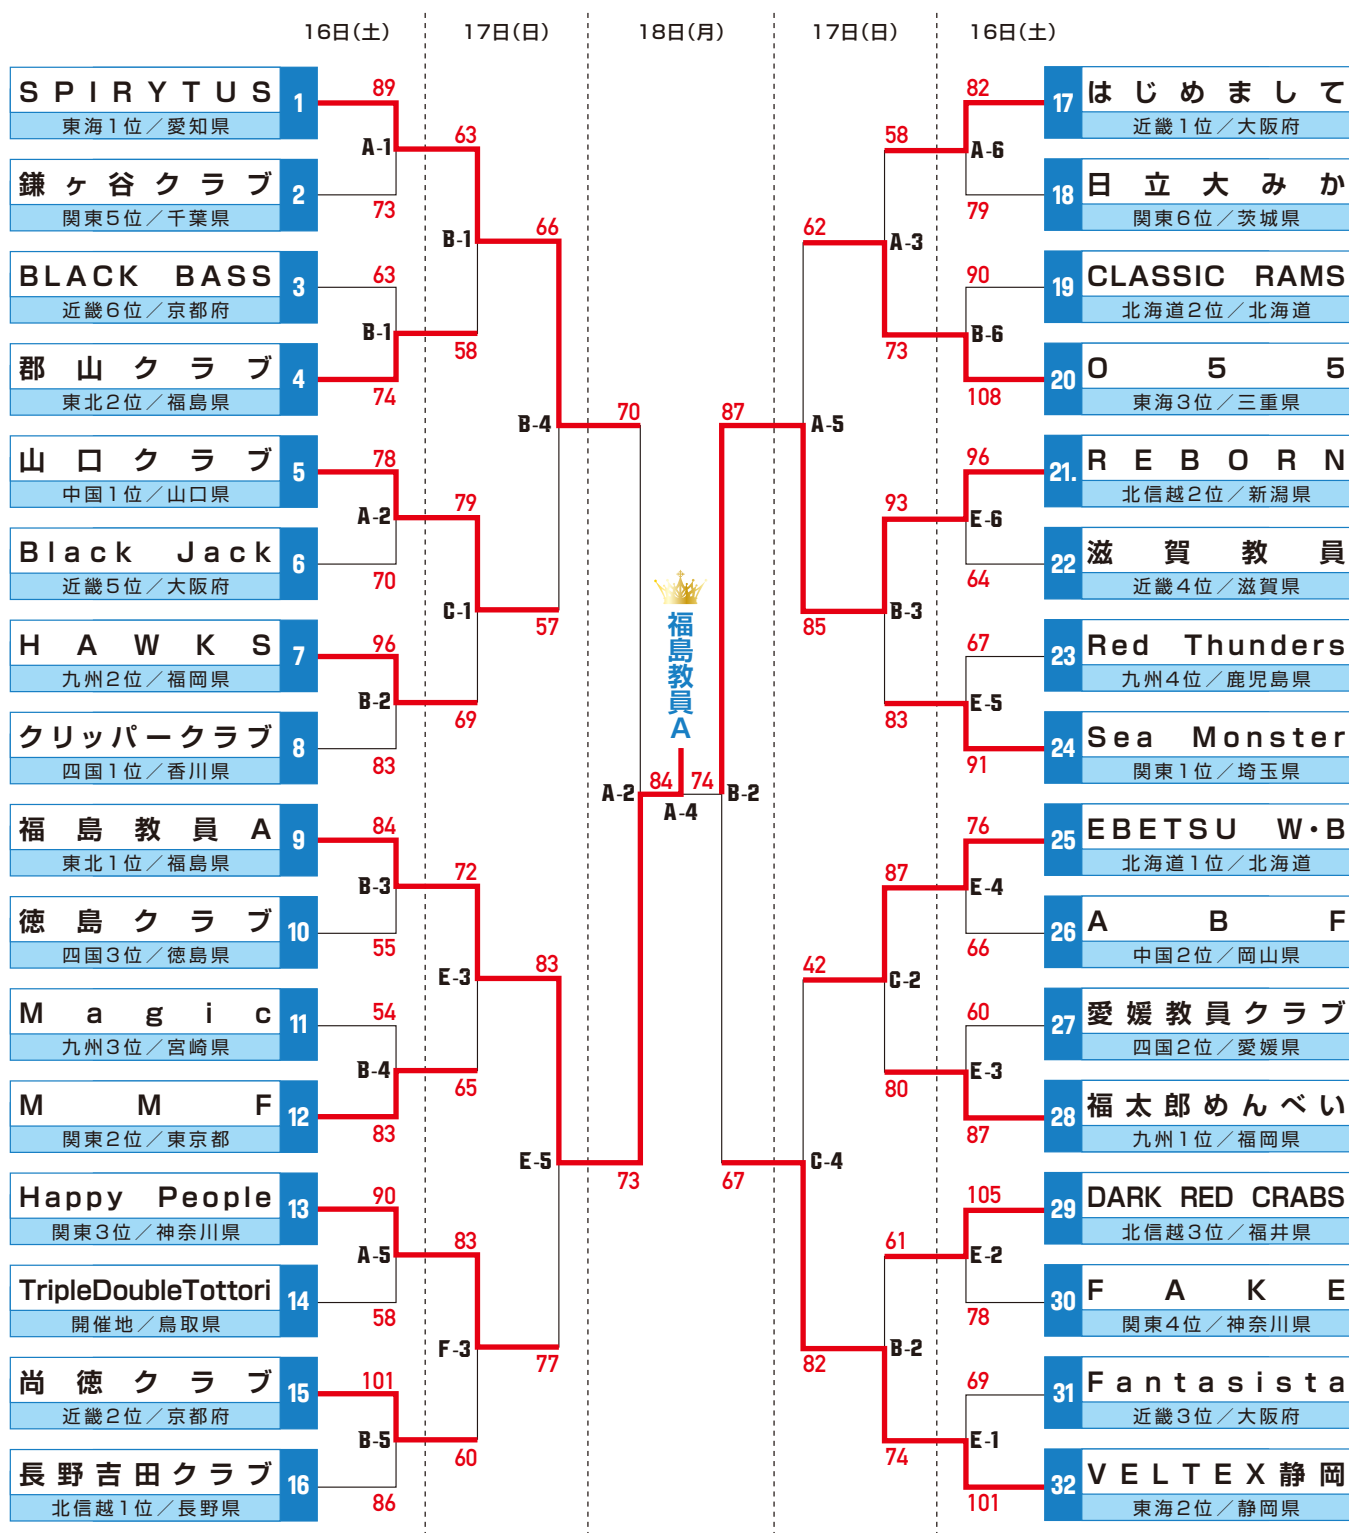 16日(土) 17日(日) 18日(月) 17日(日) 16日(土)
SPIRYTUS
東海1位／愛知県
1
鎌ヶ谷クラブ
関東5位／千葉県
2
BLACK BASS
近畿6位／京都府
3
郡山クラブ
東北2位／福島県
4
山口クラブ
中国1位／山口県
5
Black Jack
近畿5位／大阪府
6
HAWKS
九州2位／福岡県
7
クリッパークラブ
四国1位／香川県
8
福島教員A
東北1位／福島県
9
徳島クラブ
四国3位／徳島県
10
Magic
九州3位／宮崎県
11
MMF
関東2位／東京都
12
Happy People
関東3位／神奈川県
13
TripleDoubleTottori
開催地／鳥取県
14
尚徳クラブ
近畿2位／京都府
15
長野吉田クラブ
北信越1位／長野県
16
89
A-1
73
63
B-1
74
78
A-2
70
96
B-2
83
84
B-3
55
54
B-4
83
90
A-5
58
101
B-5
86
63
B-1
58
79
C-1
69
72
E-3
65
83
F-3
60
66
B-4
57
83
E-5
77
70
A-2
73
福島教員A
84
74
A-4
87
B-2
67
62
A-5
85
42
C-4
82
58
A-3
73
93
B-3
83
87
C-2
80
61
B-2
74
82
A-6
79
90
B-6
108
96
E-6
64
67
E-5
91
76
E-4
66
60
E-3
87
105
E-2
78
69
E-1
101
17
はじめまして
近畿1位／大阪府
18
日立大みか
関東6位／茨城県
19
CLASSIC RAMS
北海道2位／北海道
20
O55
東海3位／三重県
21.
REBORN
北信越2位／新潟県
22
滋賀教員
近畿4位／滋賀県
23
Red Thunders
九州4位／鹿児島県
24
Sea Monster
関東1位／埼玉県
25
EBETSU W・B
北海道1位／北海道
26
ABF
中国2位／岡山県
27
愛媛教員クラブ
四国2位／愛媛県
28
福太郎めんべい
九州1位／福岡県
29
DARK RED CRABS
北信越3位／福井県
30
FAKE
関東4位／神奈川県
31
Fantasista
近畿3位／大阪府
32
VELTEX静岡
東海2位／静岡県